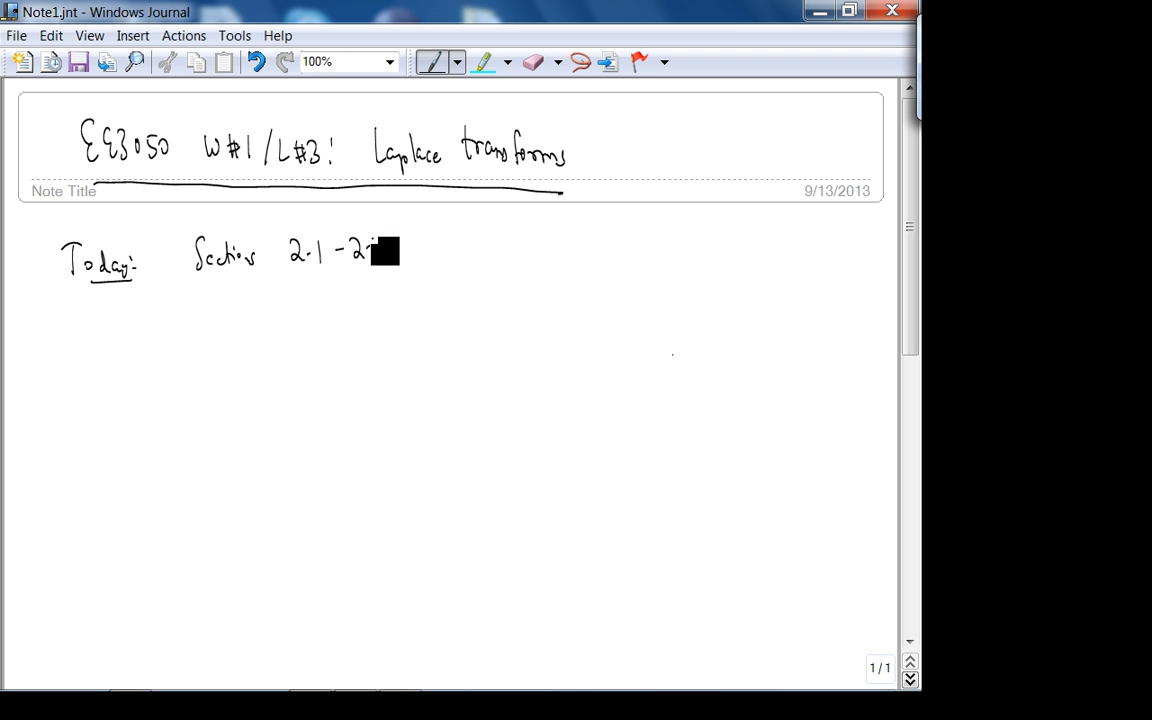 Note1.jnt - Windows Journal
File Edit View Insert Actions Tools Help
100%
EE3050 W#1/L#3: Laplace transforms
Note Title 9/13/2013
Today: Section 2.1 - 2.
1 / 1